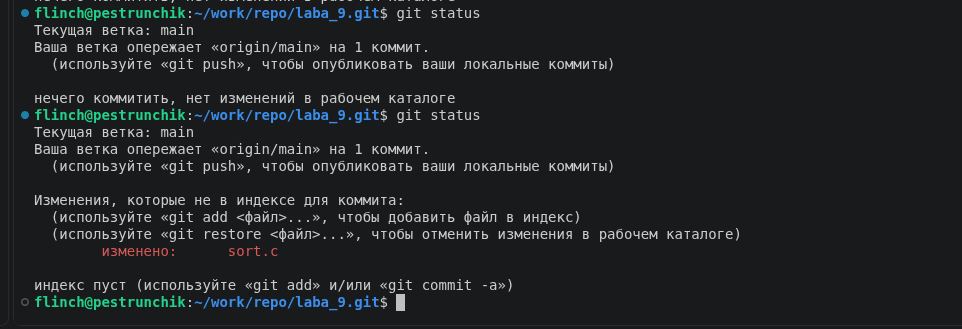 flinch@pestrunchik:~/work/repo/laba_9.git$ git status
Текущая ветка: main
Ваша ветка опережает «origin/main» на 1 коммит.
  (используйте «git push», чтобы опубликовать ваши локальные коммиты)

нечего коммитить, нет изменений в рабочем каталоге
flinch@pestrunchik:~/work/repo/laba_9.git$ git status
Текущая ветка: main
Ваша ветка опережает «origin/main» на 1 коммит.
  (используйте «git push», чтобы опубликовать ваши локальные коммиты)

Изменения, которые не в индексе для коммита:
  (используйте «git add <файл>...», чтобы добавить файл в индекс)
  (используйте «git restore <файл>...», чтобы отменить изменения в рабочем каталоге)
        изменено:      sort.c

индекс пуст (используйте «git add» и/или «git commit -a»)
flinch@pestrunchik:~/work/repo/laba_9.git$